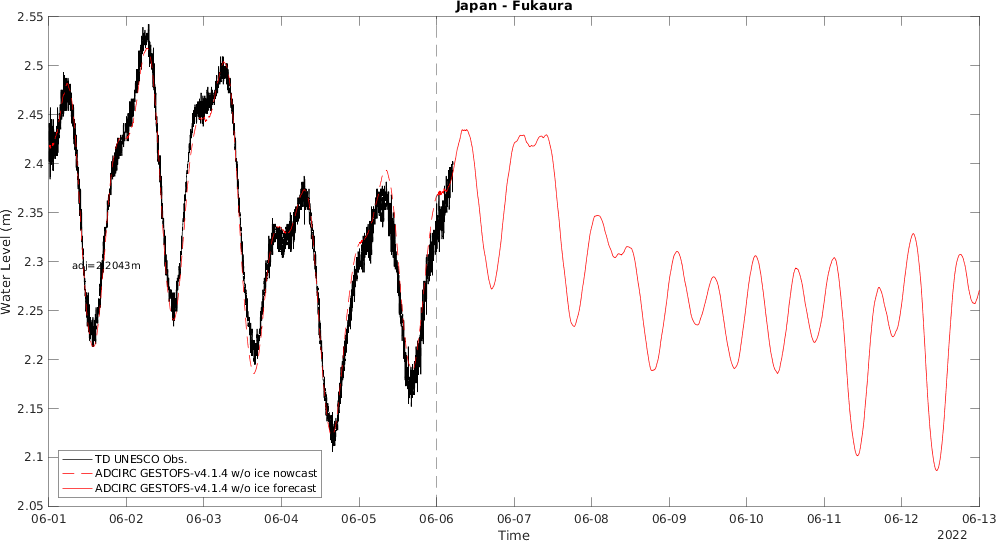 Japan - Fukaura
2.55
2.5
2.45
2.4
2.35
2.3
2.25
2.2
2.15
2.1
2.05
Water Level (m)
adj=2.2043m
TD UNESCO Obs.
ADCIRC GESTOFS-v4.1.4 w/o ice nowcast
ADCIRC GESTOFS-v4.1.4 w/o ice forecast
06-01 06-02 06-03 06-04 06-05 06-06 06-07 06-08 06-09 06-10 06-11 06-12 06-13
Time
2022